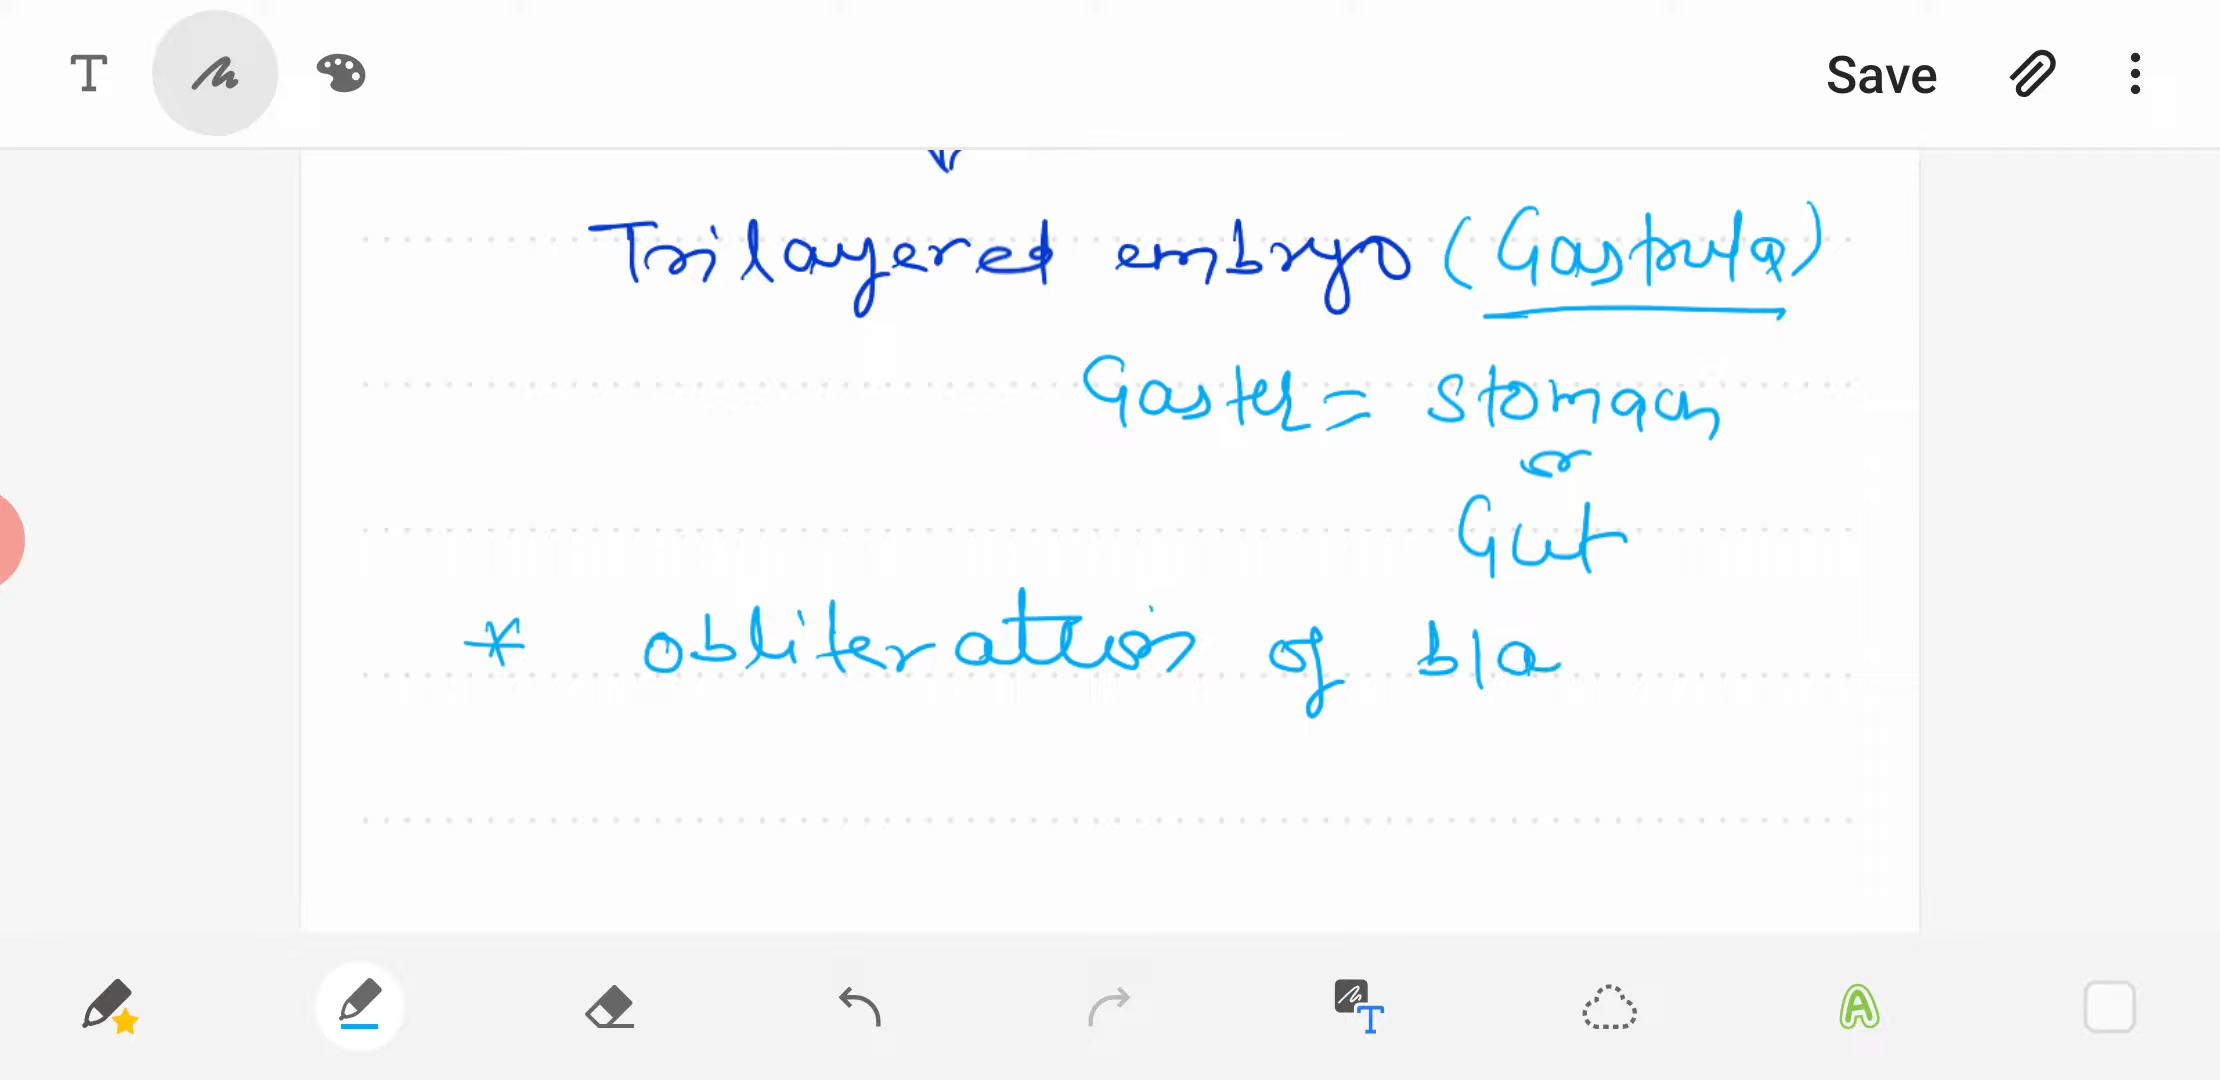 Save
Trilayered embryo (Gastrula)
Gaster = Stomach
or
Gut
* obliteration of bla